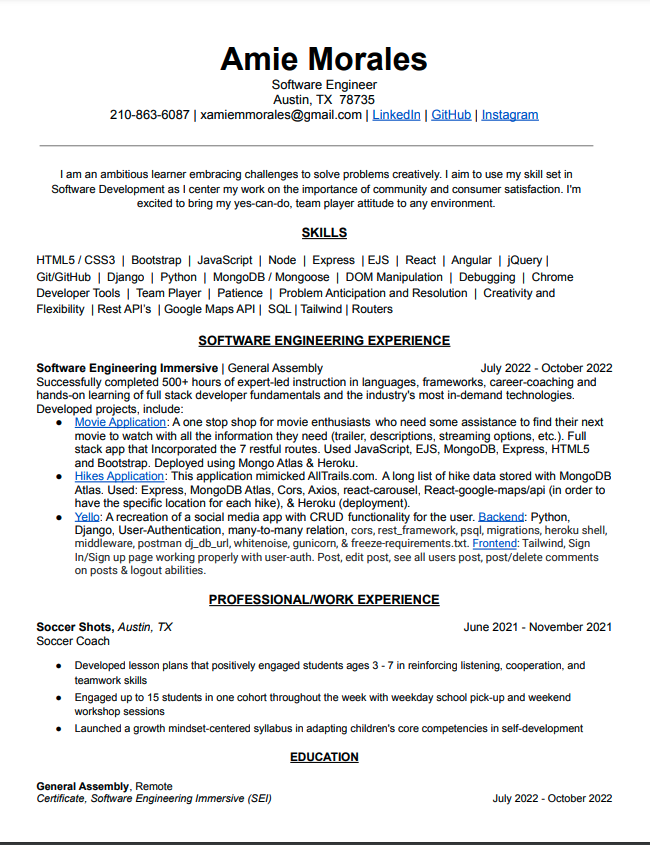 Amie Morales
Software Engineer
Austin, TX 78735
210-863-6087 | xamiemmorales@gmail.com | LinkedIn | GitHub | Instagram
I am an ambitious learner embracing challenges to solve problems creatively. I aim to use my skill set in
Software Development as I center my work on the importance of community and consumer satisfaction. I'm
excited to bring my yes-can-do, team player attitude to any environment.
SKILLS
HTML5 / CSS3 | Bootstrap | JavaScript | Node | Express | EJS | React | Angular | jQuery |
Git/GitHub | Django | Python | MongoDB / Mongoose | DOM Manipulation | Debugging | Chrome
Developer Tools | Team Player | Patience | Problem Anticipation and Resolution | Creativity and
Flexibility | Rest API's | Google Maps API | SQL | Tailwind | Routers
SOFTWARE ENGINEERING EXPERIENCE
Software Engineering Immersive | General Assembly July 2022 - October 2022
Successfully completed 500+ hours of expert-led instruction in languages, frameworks, career-coaching and
hands-on learning of full stack developer fundamentals and the industry's most in-demand technologies.
Developed projects, include:
● Movie Application: A one stop shop for movie enthusiasts who need some assistance to find their next
movie to watch with all the information they need (trailer, descriptions, streaming options, etc.). Full
stack app that Incorporated the 7 restful routes. Used JavaScript, EJS, MongoDB, Express, HTML5
and Bootstrap. Deployed using Mongo Atlas & Heroku.
● Hikes Application: This application mimicked AllTrails.com. A long list of hike data stored with MongoDB
Atlas. Used: Express, MongoDB Atlas, Cors, Axios, react-carousel, React-google-maps/api (in order to
have the specific location for each hike), & Heroku (deployment).
● Yello: A recreation of a social media app with CRUD functionality for the user. Backend: Python,
Django, User-Authentication, many-to-many relation, cors, rest_framework, psql, migrations, heroku shell,
middleware, postman dj_db_url, whitenoise, gunicorn, & freeze-requirements.txt. Frontend: Tailwind, Sign
In/Sign up page working properly with user-auth. Post, edit post, see all users post, post/delete comments
on posts & logout abilities.
PROFESSIONAL/WORK EXPERIENCE
Soccer Shots, Austin, TX June 2021 - November 2021
Soccer Coach
● Developed lesson plans that positively engaged students ages 3 - 7 in reinforcing listening, cooperation, and
teamwork skills
● Engaged up to 15 students in one cohort throughout the week with weekday school pick-up and weekend
workshop sessions
● Launched a growth mindset-centered syllabus in adapting children's core competencies in self-development
EDUCATION
General Assembly, Remote
Certificate, Software Engineering Immersive (SEI) July 2022 - October 2022